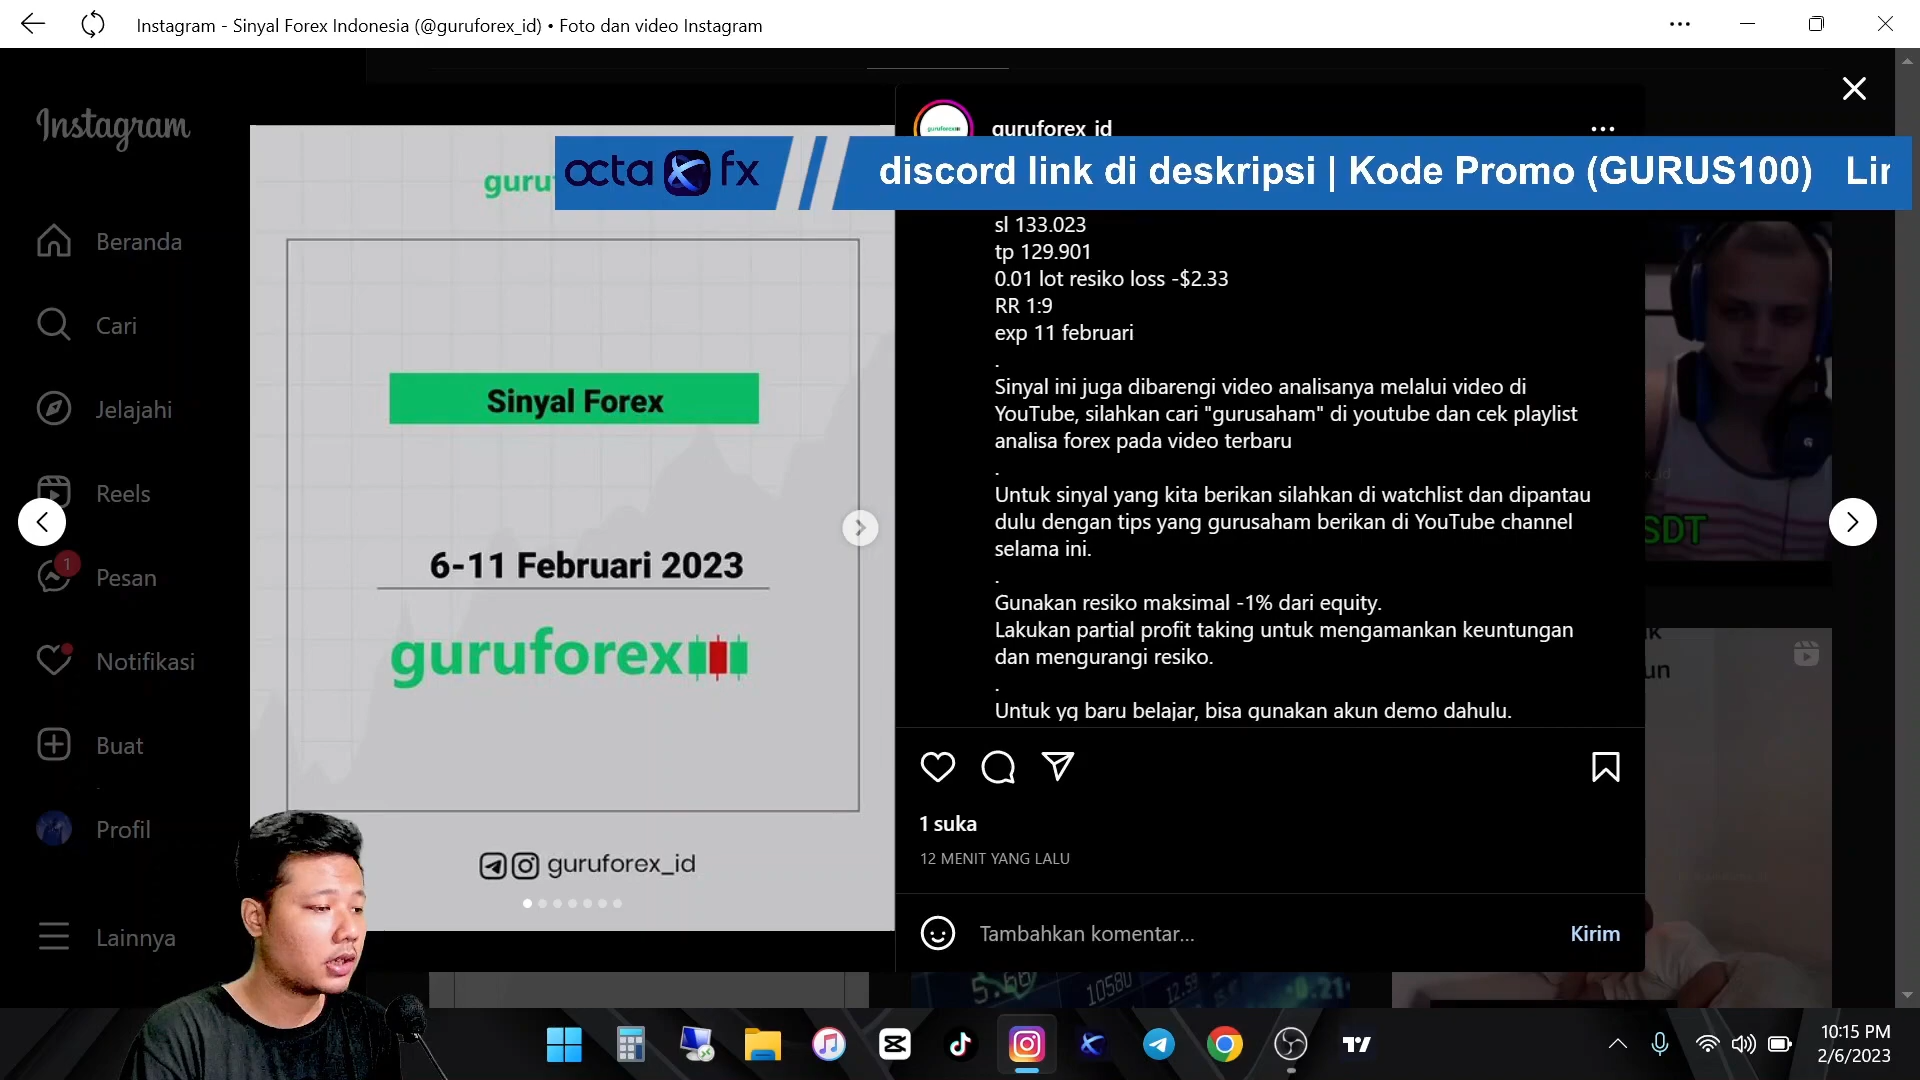 Instagram - Sinyal Forex Indonesia (@guruforex_id) • Foto dan video Instagram
Instagram
Beranda
Cari
Jelajahi
Reels
1
Pesan
Notifikasi
Buat
Profil
Lainnya
octa fx
discord link di deskripsi | Kode Promo (GURUS100)
Sinyal Forex
6-11 Februari 2023
guruforex
guruforex_id
guruforex_id
sl 133.023
tp 129.901
0.01 lot resiko loss -$2.33
RR 1:9
exp 11 februari
.
Sinyal ini juga dibarengi video analisanya melalui video di
YouTube, silahkan cari "gurusaham" di youtube dan cek playlist
analisa forex pada video terbaru
.
Untuk sinyal yang kita berikan silahkan di watchlist dan dipantau
dulu dengan tips yang gurusaham berikan di YouTube channel
selama ini.
.
Gunakan resiko maksimal -1% dari equity.
Lakukan partial profit taking untuk mengamankan keuntungan
dan mengurangi resiko.
.
Untuk yg baru belajar, bisa gunakan akun demo dahulu.
1 suka
12 MENIT YANG LALU
Tambahkan komentar...
Kirim
SDT
10580
10:15 PM
2/6/2023